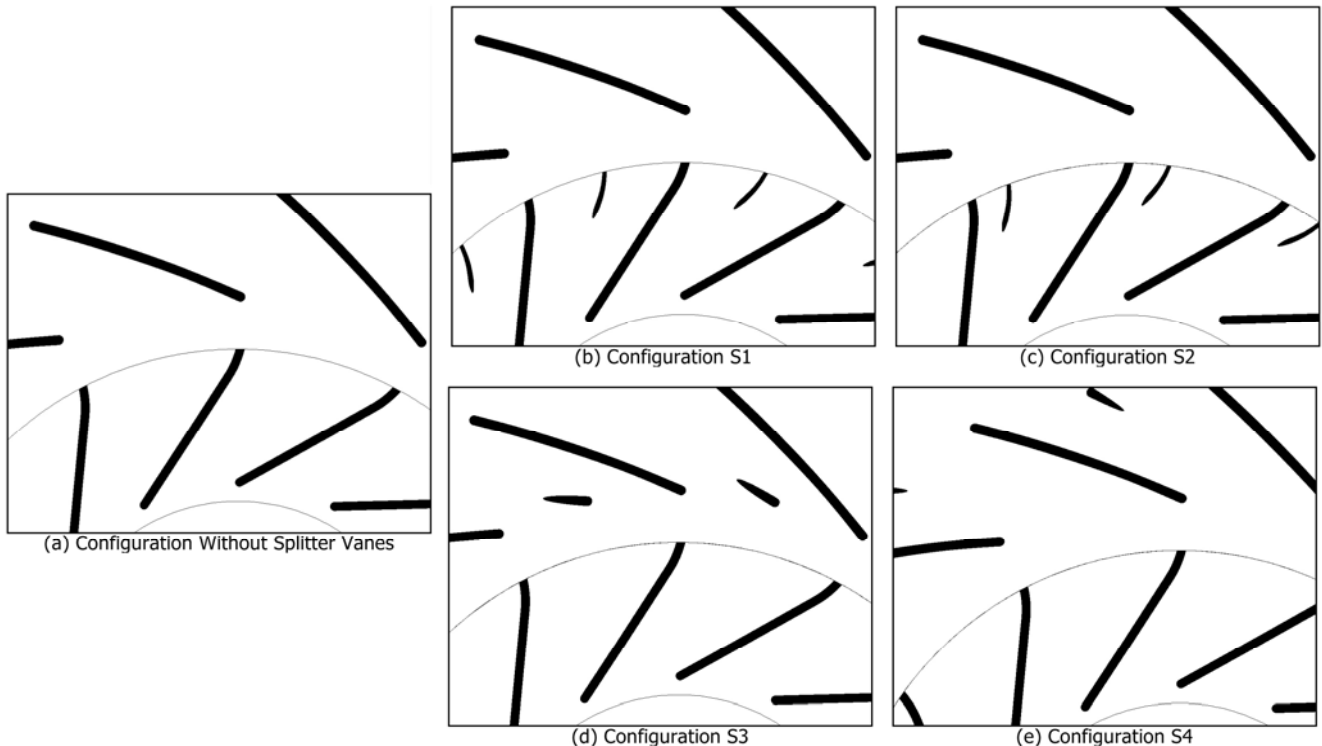 (a) Configuration Without Splitter Vanes
(b) Configuration S1
(c) Configuration S2
(d) Configuration S3
(e) Configuration S4